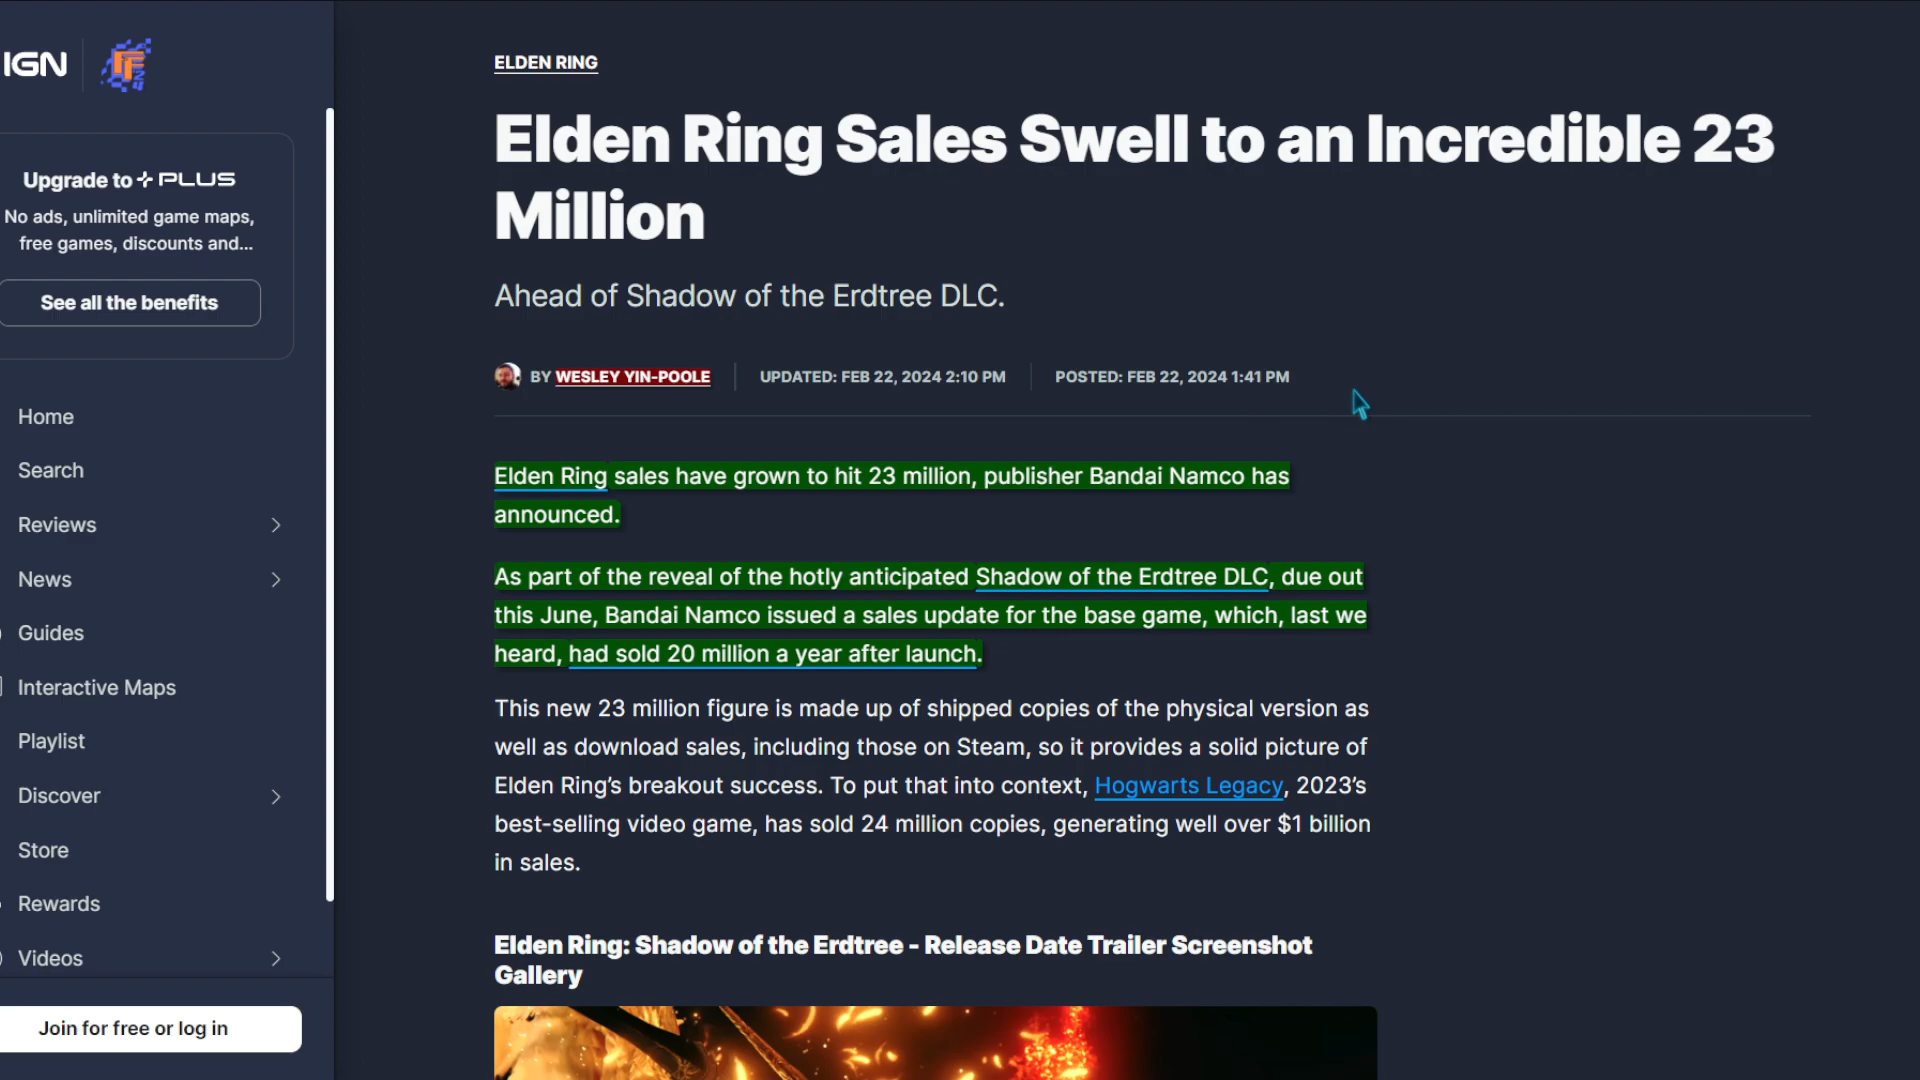 IGN
Upgrade to PLUS
No ads, unlimited game maps,
free games, discounts and...
See all the benefits
Home
Search
Reviews
News
Guides
Interactive Maps
Playlist
Discover
Store
Rewards
Videos
Join for free or log in
ELDEN RING
Elden Ring Sales Swell to an Incredible 23
Million
Ahead of Shadow of the Erdtree DLC.
BY WESLEY YIN-POOLE UPDATED: FEB 22, 2024 2:10 PM POSTED: FEB 22, 2024 1:41 PM
Elden Ring sales have grown to hit 23 million, publisher Bandai Namco has
announced.
As part of the reveal of the hotly anticipated Shadow of the Erdtree DLC, due out
this June, Bandai Namco issued a sales update for the base game, which, last we
heard, had sold 20 million a year after launch.
This new 23 million figure is made up of shipped copies of the physical version as
well as download sales, including those on Steam, so it provides a solid picture of
Elden Ring’s breakout success. To put that into context, Hogwarts Legacy, 2023’s
best-selling video game, has sold 24 million copies, generating well over $1 billion
in sales.
Elden Ring: Shadow of the Erdtree - Release Date Trailer Screenshot
Gallery